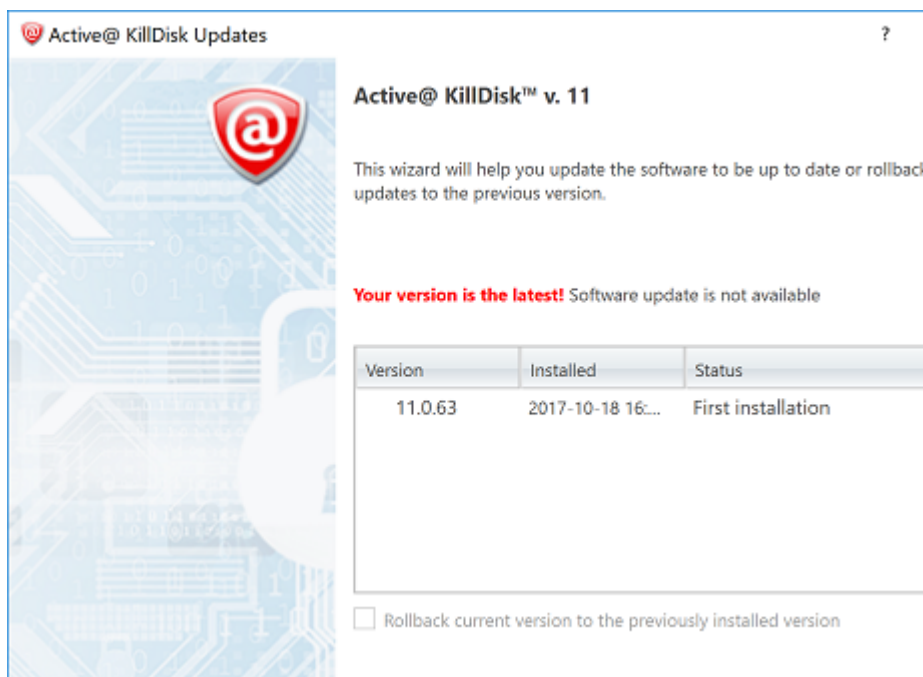 Active@ KillDisk Updates
?
Active@ KillDisk™ v. 11
This wizard will help you update the software to be up to date or rollback
updates to the previous version.
Your version is the latest! Software update is not available
Version Installed Status
11.0.63 2017-10-18 16:... First installation
Rollback current version to the previously installed version